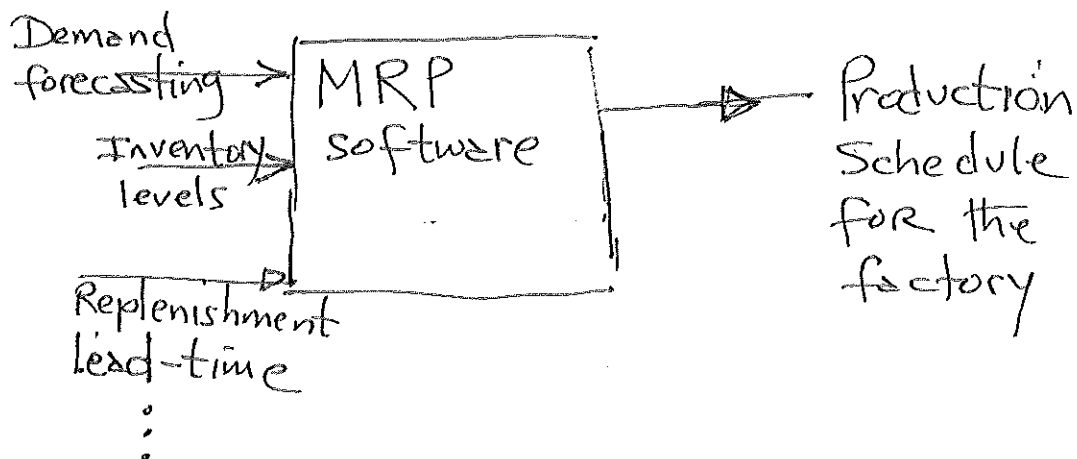 Demand
forecasting
Inventory
levels
Replenishment
lead-time
MRP
software
Production
Schedule
FOR the
factory